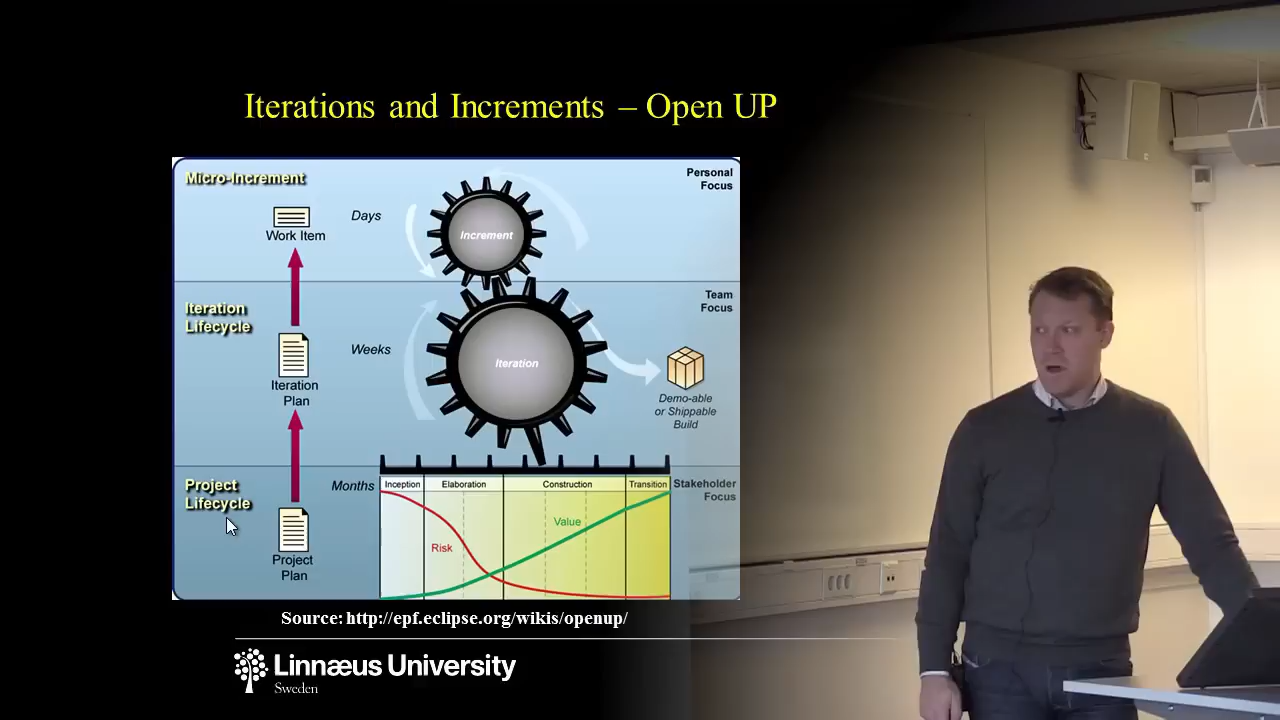 Iterations and Increments – Open UP
Micro-Increment
Personal
Focus
Days
Work Item
Increment
Iteration
Lifecycle
Team
Focus
Weeks
Iteration
Plan
Iteration
Demo-able
or Shippable
Build
Project
Lifecycle
Months
Inception
Elaboration
Construction
Transition
Stakeholder
Focus
Value
Risk
Project
Plan
Source: http://epf.eclipse.org/wikis/openup/
Linnæus University
Sweden